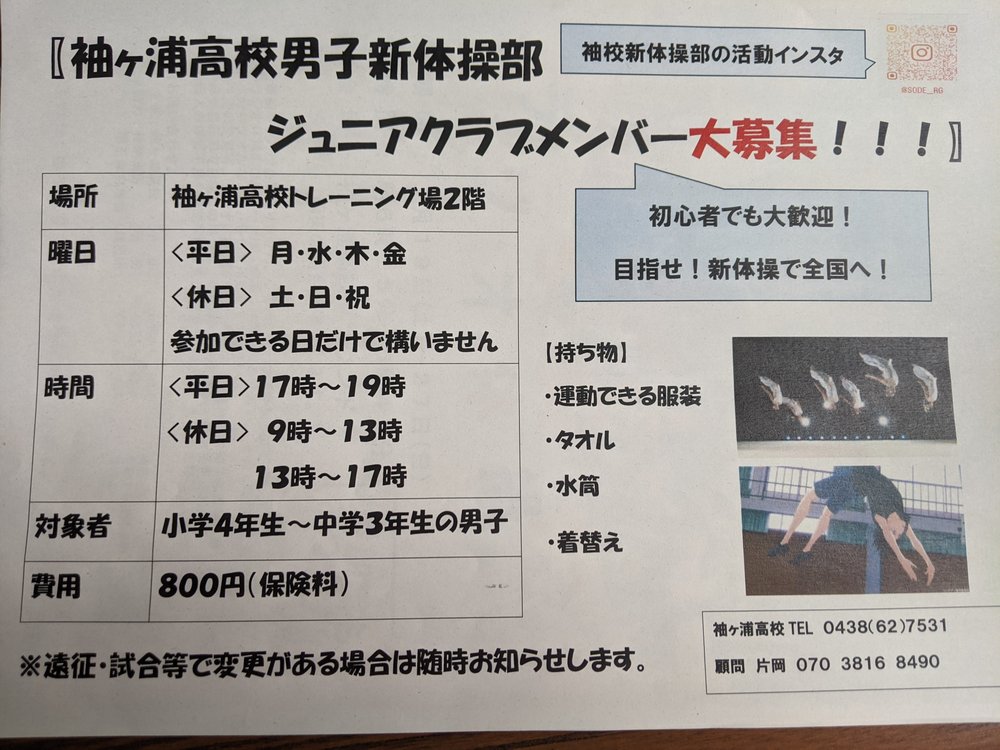 〖袖ヶ浦高校男子新体操部
袖校新体操部の活動インスタ
@SODE_RG
ジュニアクラブメンバー大募集！！！〗
初心者でも大歓迎！
目指せ！新体操で全国へ！
場所 袖ヶ浦高校トレーニング場2階
曜日 〈平日〉 月・水・木・金
〈休日〉 土・日・祝
参加できる日だけで構いません
時間 〈平日〉17時～19時
〈休日〉 9時～13時
13時～17時
対象者 小学4年生～中学3年生の男子
費用 800円(保険料)
【持ち物】
・運動できる服装
・タオル
・水筒
・着替え
袖ヶ浦高校 TEL 0438(62)7531
顧問 片岡 070 3816 8490
※遠征・試合等で変更がある場合は随時お知らせします。